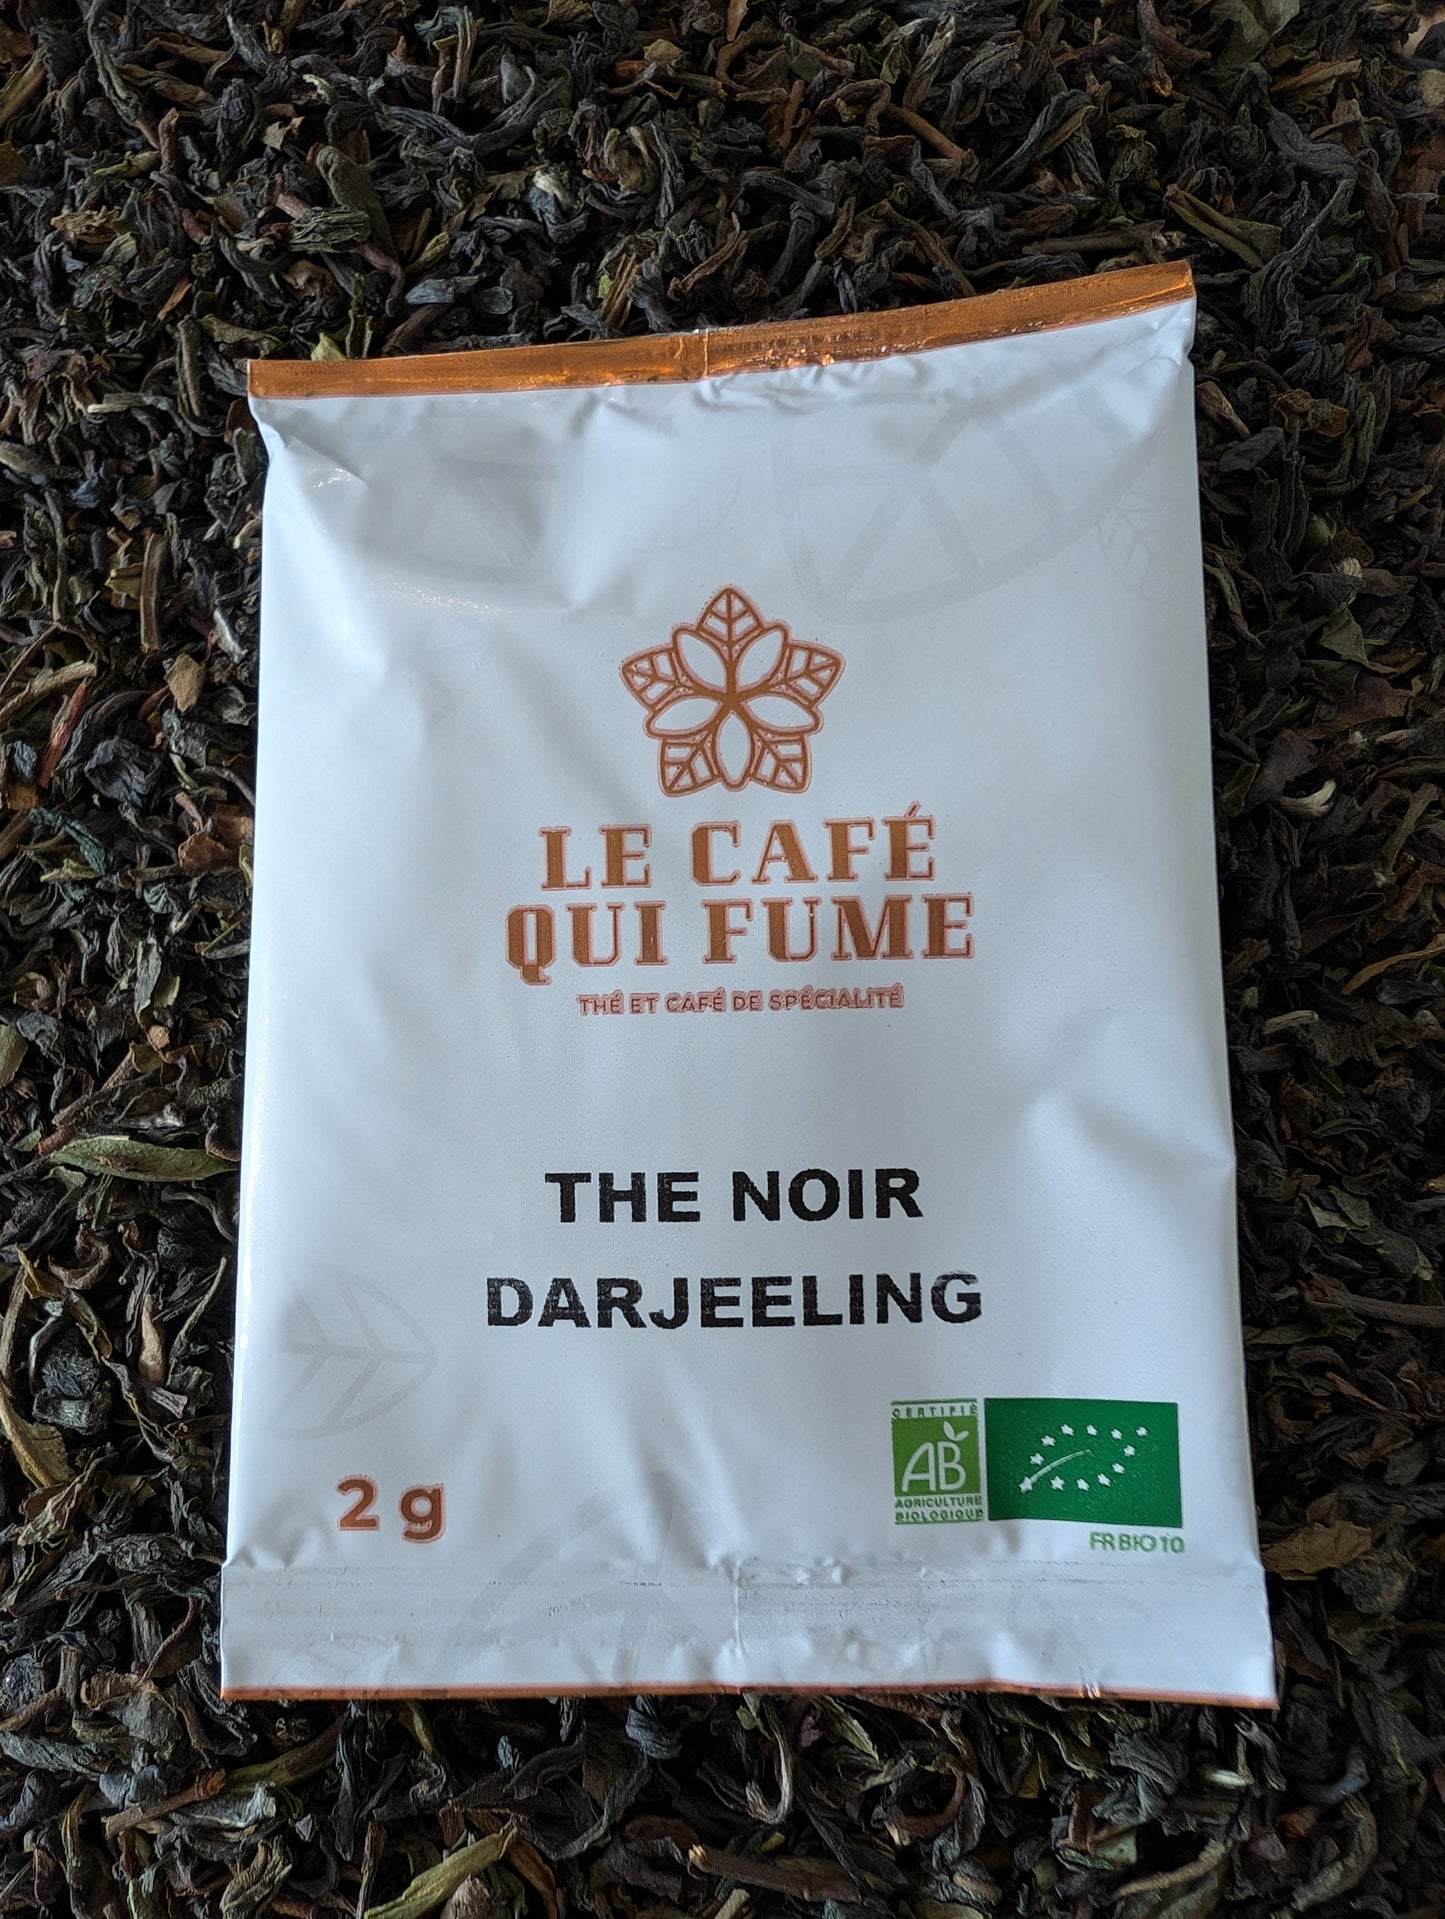 LE CAFÉ
QUI FUME
THÉ ET CAFÉ DE SPÉCIALITÉ
THE NOIR
DARJEELING
2 g
CERTIFIÉ
AB
AGRICULTURE
BIOLOGIQUE
FR BIO 10